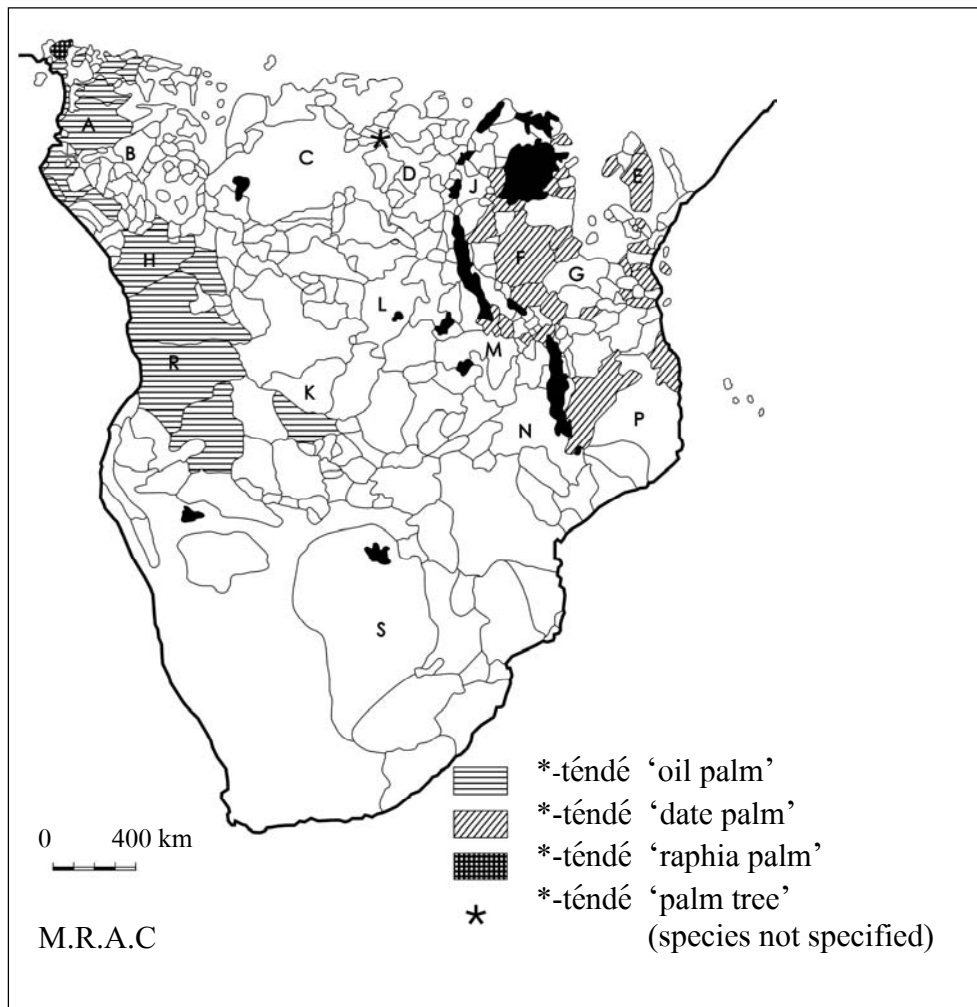 A
B
C
D
E
J
H
F
G
L
R
M
K
N
P
S
*-téndé ‘oil palm’
*-téndé ‘date palm’
0 400 km
*-téndé ‘raphia palm’
*-téndé ‘palm tree’
M.R.A.C
(species not specified)